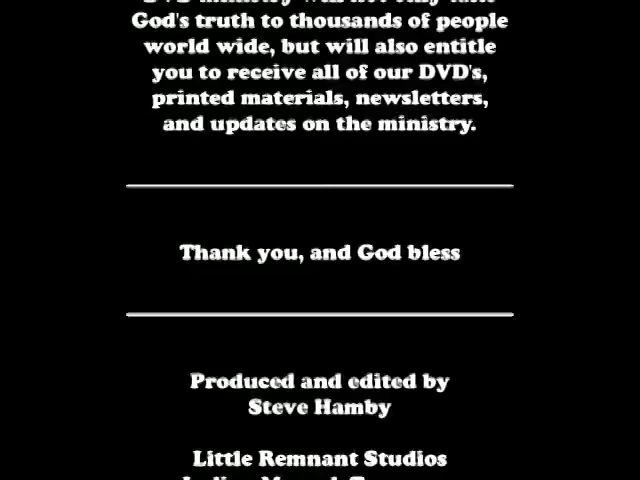 God's truth to thousands of people
world wide, but will also entitle
you to receive all of our DVD's,
printed materials, newsletters,
and updates on the ministry.
Thank you, and God bless
Produced and edited by
Steve Hamby
Little Remnant Studios